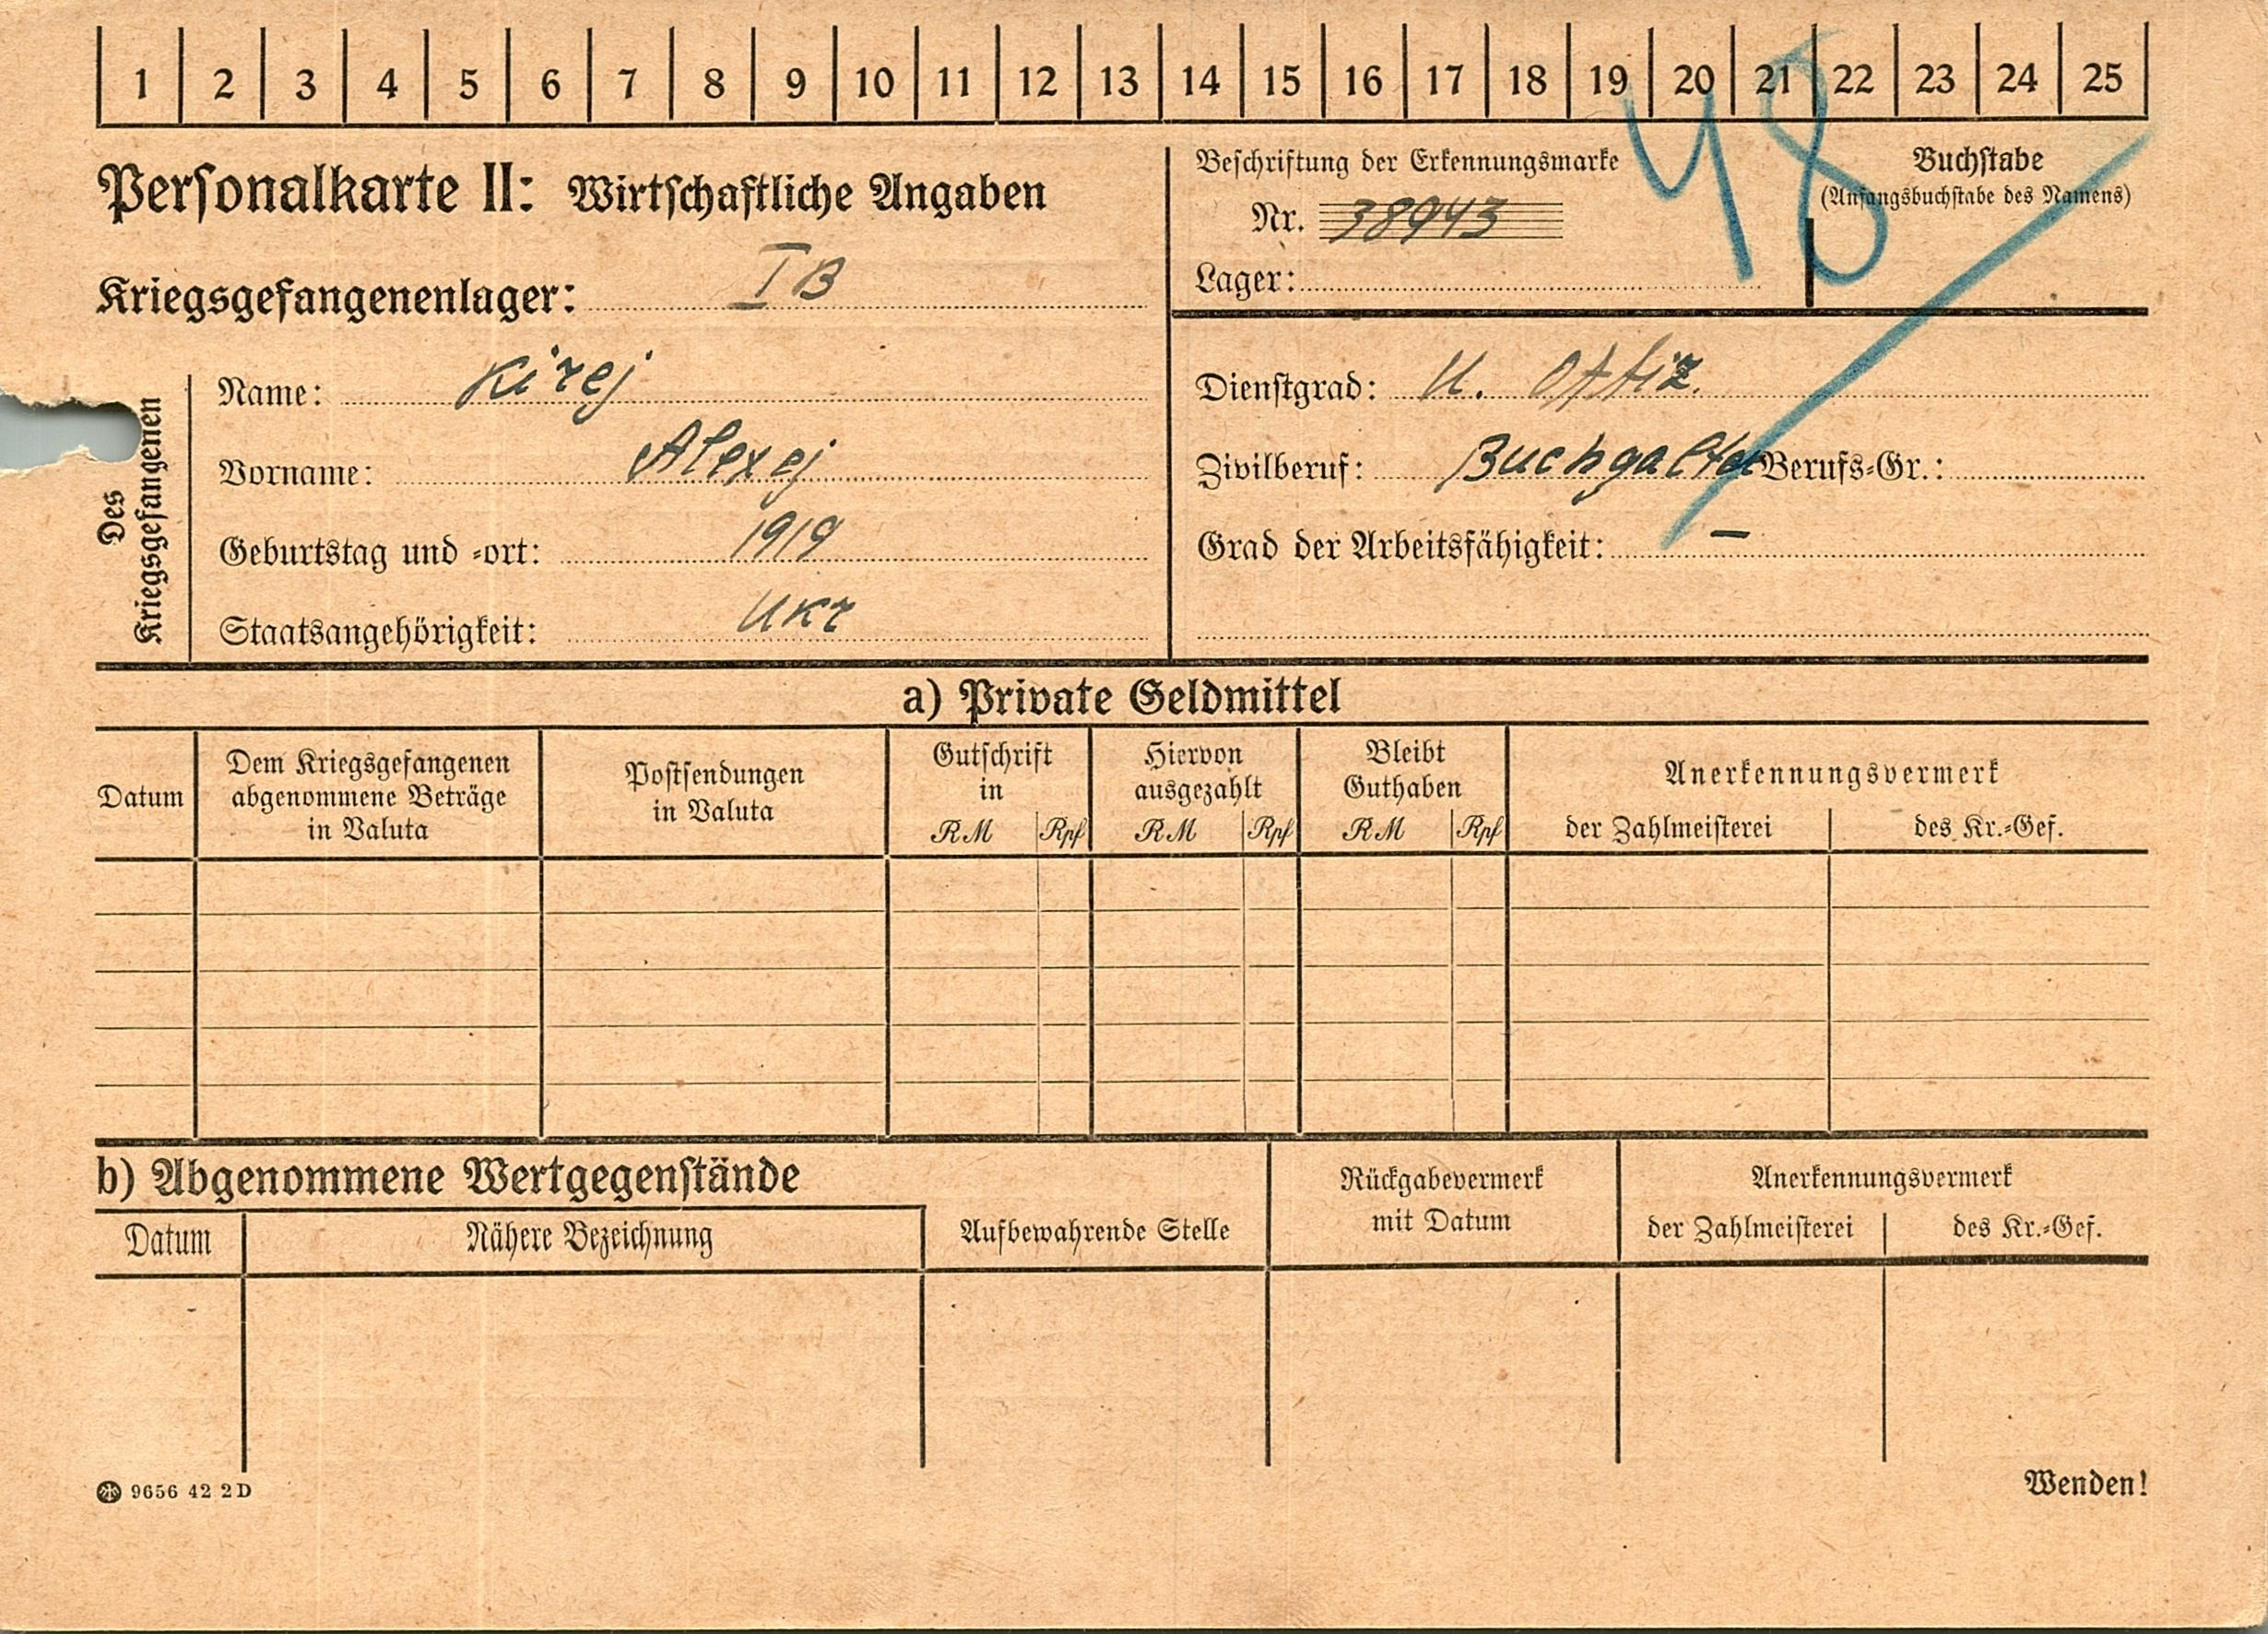 1 2 3 4 5 6 7 8 9 10 11 12 13 14 15 16 17 18 19 20 21 22 23 24 25
48
Personalkarte II: Wirtschaftliche Angaben
Beschriftung der Erkennungsmarke
Nr. 38943
Lager:
Buchstabe
(Anfangsbuchstabe des Namens)
Kriegsgefangenenlager: I B
Des
Kriegsgefangenen
Name: Kirej
Vorname: Alexej
Geburtstag und -ort: 1919
Staatsangehörigkeit: Ukr
Dienstgrad: U. Offiz.
Zivilberuf: Buchgalter Berufs-Gr.:
Grad der Arbeitsfähigkeit: —
a) Private Geldmittel
Datum
Dem Kriegsgefangenen
abgenommene Beträge
in Valuta
Postsendungen
in Valuta
Gutschrift
in
RM Rpf
Hiervon
ausgezahlt
RM Rpf
Bleibt
Guthaben
RM Rpf
Anerkennungsvermerk
der Zahlmeisterei des Kr.-Gef.
b) Abgenommene Wertgegenstände
Datum Nähere Bezeichnung
Aufbewahrende Stelle
Rückgabevermerk
mit Datum
Anerkennungsvermerk
der Zahlmeisterei des Kr.-Gef.
9656 42 2D
Wenden!